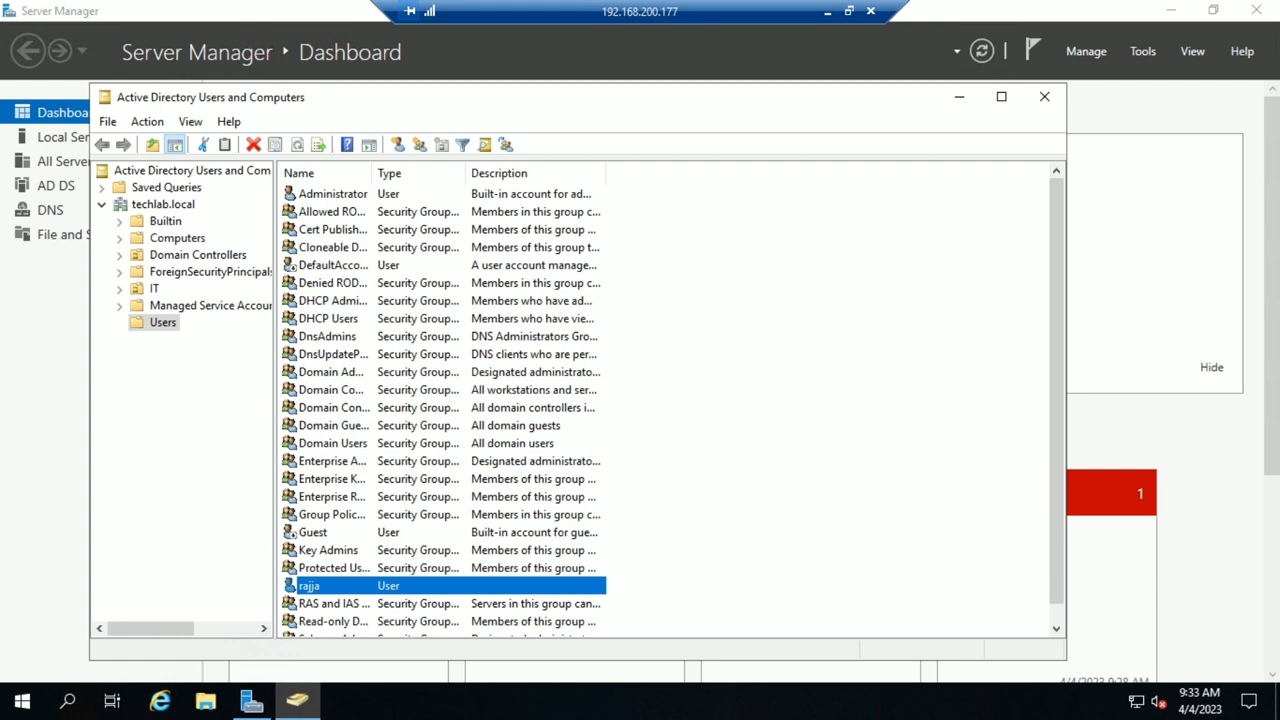 Server Manager
192.168.200.177
Server Manager Dashboard
Manage Tools View Help
Dashboa
Local Ser
All Serve
AD DS
DNS
File and S
Active Directory Users and Computers
File Action View Help
Active Directory Users and Com
Saved Queries
techlab.local
Builtin
Computers
Domain Controllers
ForeignSecurityPrincipals
IT
Managed Service Accou
Users
Name Type Description
Administrator User Built-in account for ad...
Allowed RO... Security Group... Members in this group c...
Cert Publish... Security Group... Members of this group ...
Cloneable D... Security Group... Members of this group t...
DefaultAcco... User A user account manage...
Denied ROD... Security Group... Members in this group c...
DHCP Admi... Security Group... Members who have ad...
DHCP Users Security Group... Members who have vie...
DnsAdmins Security Group... DNS Administrators Gro...
DnsUpdateP... Security Group... DNS clients who are per...
Domain Ad... Security Group... Designated administrato...
Domain Co... Security Group... All workstations and ser...
Domain Con... Security Group... All domain controllers i...
Domain Gue... Security Group... All domain guests
Domain Users Security Group... All domain users
Enterprise A... Security Group... Designated administrato...
Enterprise K... Security Group... Members of this group ...
Enterprise R... Security Group... Members of this group ...
Group Polic... Security Group... Members in this group c...
Guest User Built-in account for gue...
Key Admins Security Group... Members of this group ...
Protected Us... Security Group... Members of this group ...
rajja User
RAS and IAS ... Security Group... Servers in this group can...
Read-only D... Security Group... Members of this group ...
Hide
1
4/4/2023 9:28 AM
9:33 AM
4/4/2023